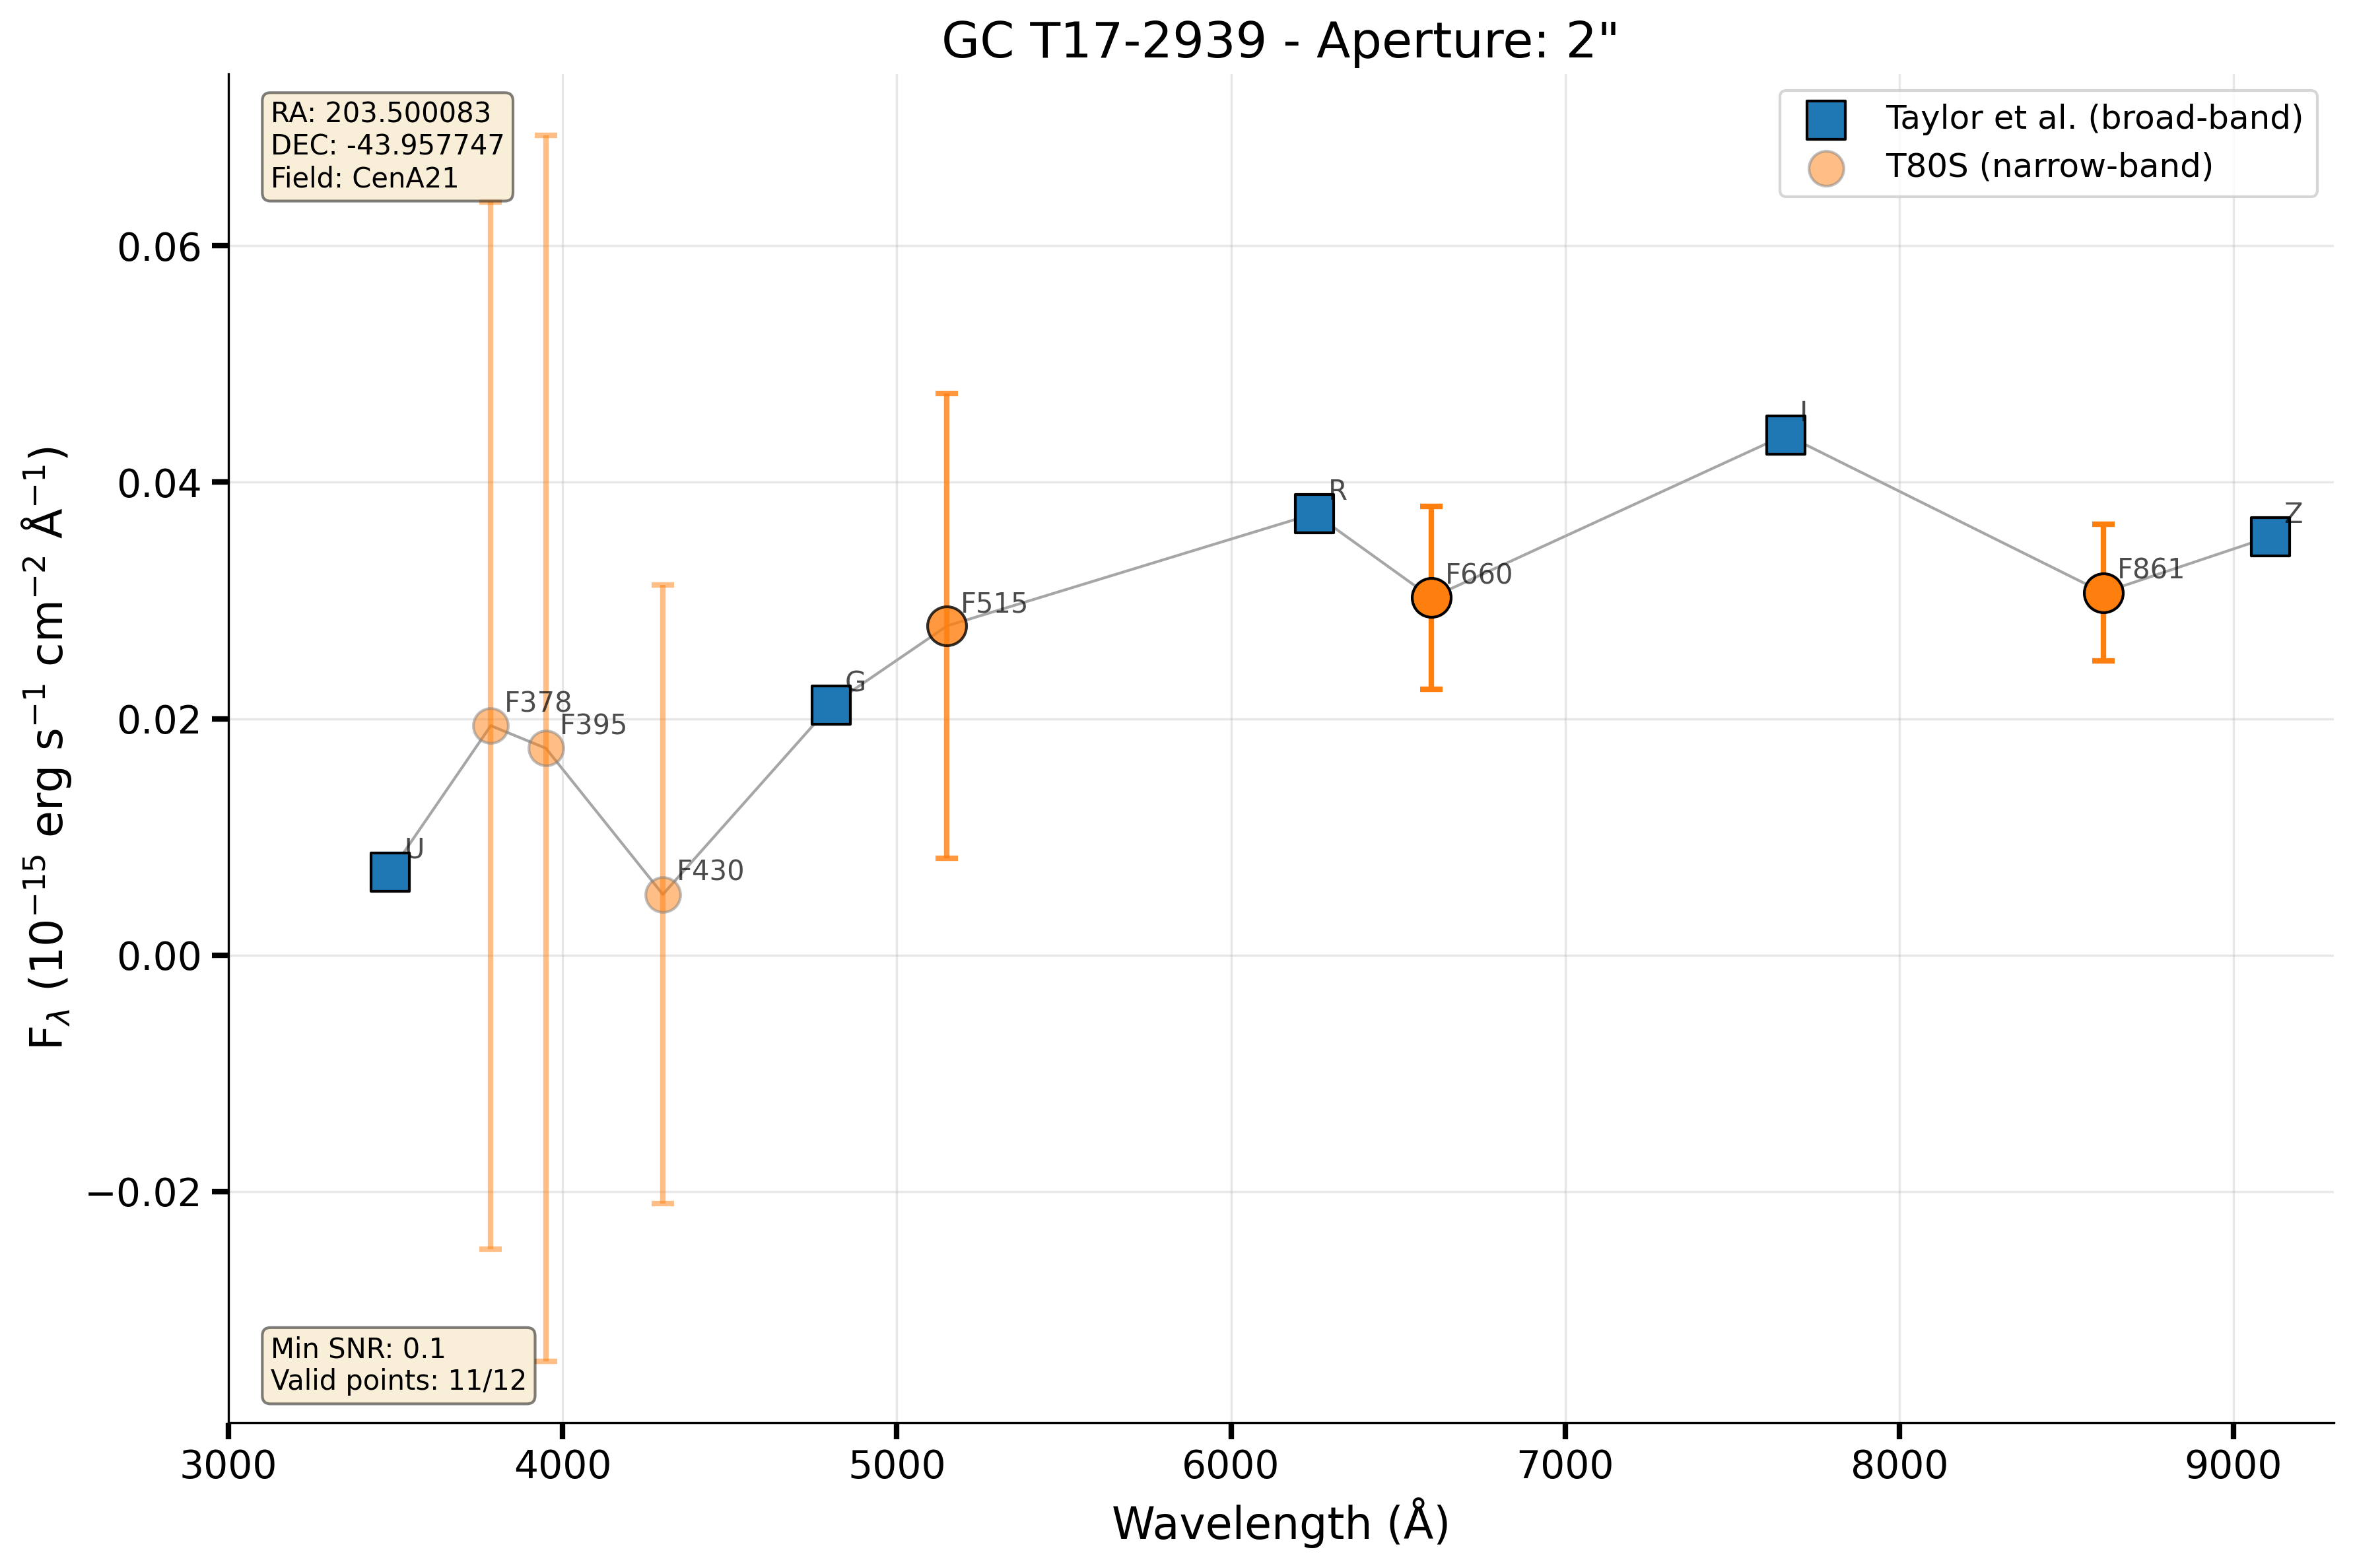 GC T17-2939 - Aperture: 2"
RA: 203.500083
DEC: -43.957747
Field: CenA21
Taylor et al. (broad-band)
T80S (narrow-band)
0.06
0.04
0.02
0.00
−0.02
F_λ (10⁻¹⁵ erg s⁻¹ cm⁻² Å⁻¹)
U
F378
F395
F430
G
F515
R
F660
I
F861
Z
Min SNR: 0.1
Valid points: 11/12
3000
4000
5000
6000
7000
8000
9000
Wavelength (Å)